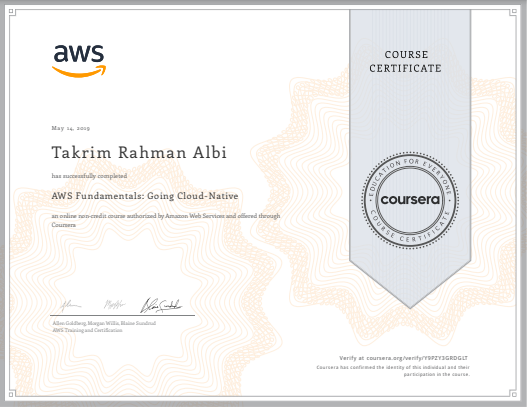 aws
COURSE
CERTIFICATE
May 14, 2019
Takrim Rahman Albi
has successfully completed
AWS Fundamentals: Going Cloud-Native
an online non-credit course authorized by Amazon Web Services and offered through
Coursera
EDUCATION FOR EVERYONE
coursera
COURSE CERTIFICATE
Allen Goldberg, Morgan Willis, Blaine Sundrud
AWS Training and Certification
Verify at coursera.org/verify/Y9PZY3GRDGLT
Coursera has confirmed the identity of this individual and their
participation in the course.